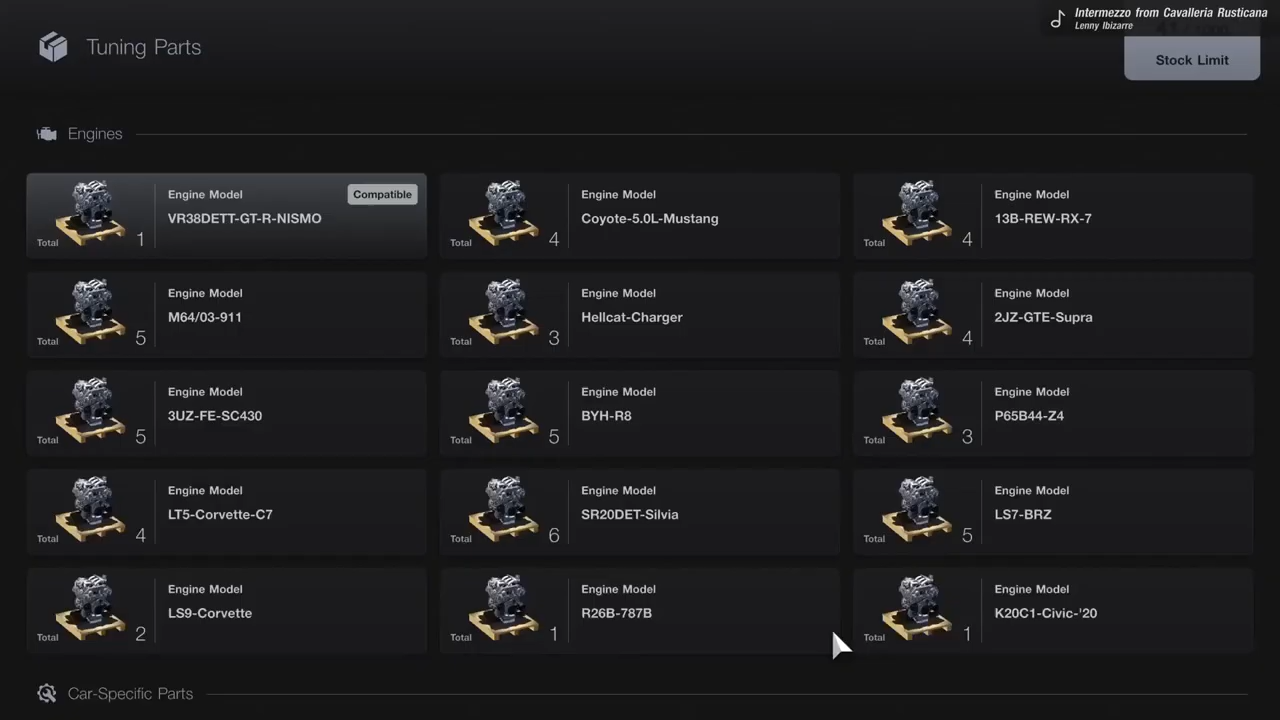 Intermezzo from Cavalleria Rusticana
Lenny Ibizarre
Tuning Parts
Stock Limit
Engines
Engine Model
Compatible
VR38DETT-GT-R-NISMO
Total
1
Engine Model
Coyote-5.0L-Mustang
Total
4
Engine Model
13B-REW-RX-7
Total
4
Engine Model
M64/03-911
Total
5
Engine Model
Hellcat-Charger
Total
3
Engine Model
2JZ-GTE-Supra
Total
4
Engine Model
3UZ-FE-SC430
Total
5
Engine Model
BYH-R8
Total
5
Engine Model
P65B44-Z4
Total
3
Engine Model
LT5-Corvette-C7
Total
4
Engine Model
SR20DET-Silvia
Total
6
Engine Model
LS7-BRZ
Total
5
Engine Model
LS9-Corvette
Total
2
Engine Model
R26B-787B
Total
1
Engine Model
K20C1-Civic-'20
Total
1
Car-Specific Parts